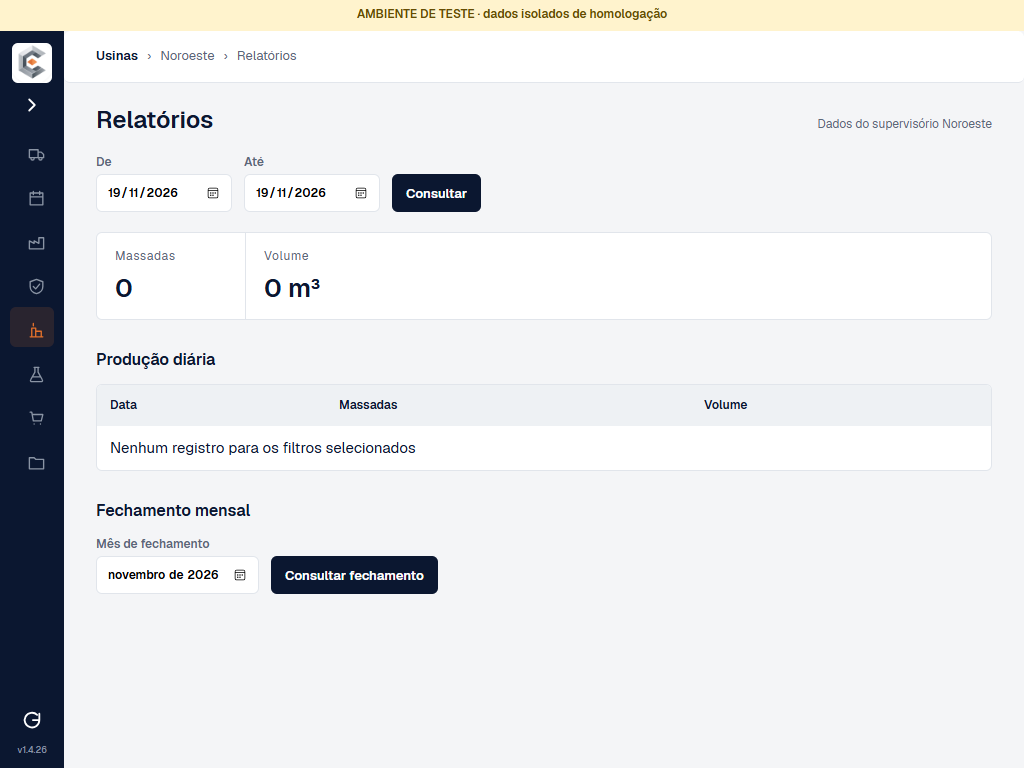 AMBIENTE DE TESTE · dados isolados de homologação
Usinas › Noroeste › Relatórios
Relatórios
Dados do supervisório Noroeste
De
Até
19/11/2026
19/11/2026
Consultar
Massadas
Volume
0
0 m³
Produção diária
Data Massadas Volume
Nenhum registro para os filtros selecionados
Fechamento mensal
Mês de fechamento
novembro de 2026
Consultar fechamento
v1.4.26